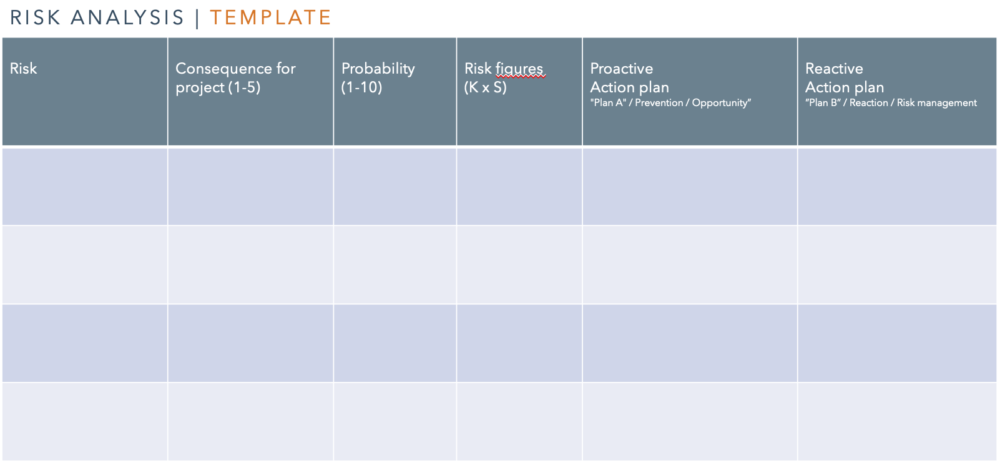 RISK ANALYSIS | TEMPLATE
Risk
Consequence for
project (1-5)
Probability
(1-10)
Risk figures
(K x S)
Proactive
Action plan
"Plan A" / Prevention / Opportunity”
Reactive
Action plan
”Plan B” / Reaction / Risk management